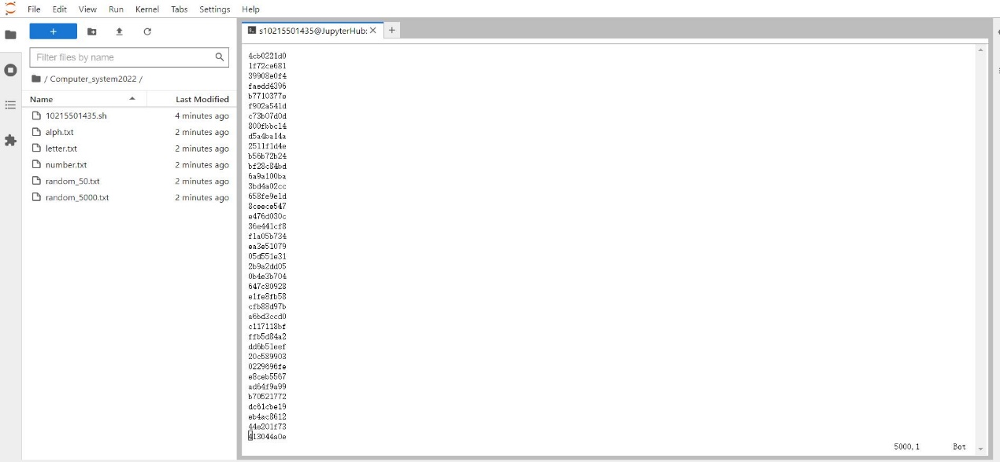 File Edit View Run Kernel Tabs Settings Help
+
s10215501435@JupyterHub: × +
Filter files by name
/ Computer_system2022 /
Name Last Modified
10215501435.sh 4 minutes ago
alph.txt 2 minutes ago
letter.txt 2 minutes ago
number.txt 2 minutes ago
random_50.txt 2 minutes ago
random_5000.txt 2 minutes ago
4cb0221d0
1f72ce681
39908e0f4
faedd4396
b7710377e
f902a541d
c73b07d0d
800fbbc14
d5a4ba14a
2511f1d4e
b56b72b24
bf28c84bd
6a9a100ba
3bd4a02cc
658fe9e1d
8ceece547
e476d030c
36e441cf8
f1a05b734
ea3e51079
05d551e31
2b9a2dd05
0b4e3b704
647c80928
e1fe8fb58
cfb88d97b
a6bd3ccd0
c117118bf
ffb5d84a2
dd6b51eef
20c589903
0229696fe
e8ceb5567
ad64f9a99
b70521772
dc61cbe19
eb4ac8612
44e201f73
413044a0e
5000,1 Bot